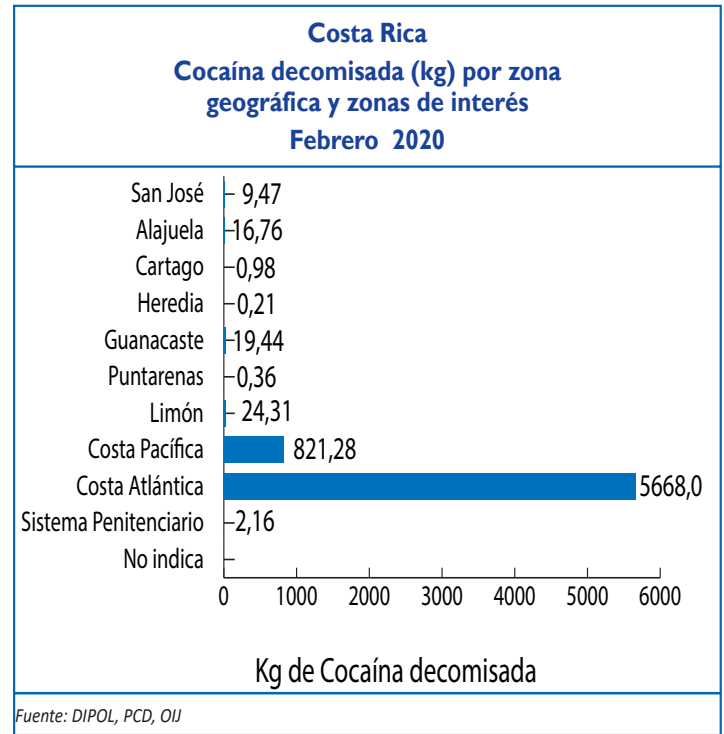 Costa Rica
Cocaína decomisada (kg) por zona
geográfica y zonas de interés
Febrero 2020
San José 9,47
Alajuela 16,76
Cartago 0,98
Heredia 0,21
Guanacaste 19,44
Puntarenas 0,36
Limón 24,31
Costa Pacífica 821,28
Costa Atlántica 5668,0
Sistema Penitenciario 2,16
No indica
0 1000 2000 3000 4000 5000 6000
Kg de Cocaína decomisada
Fuente: DIPOL, PCD, OIJ